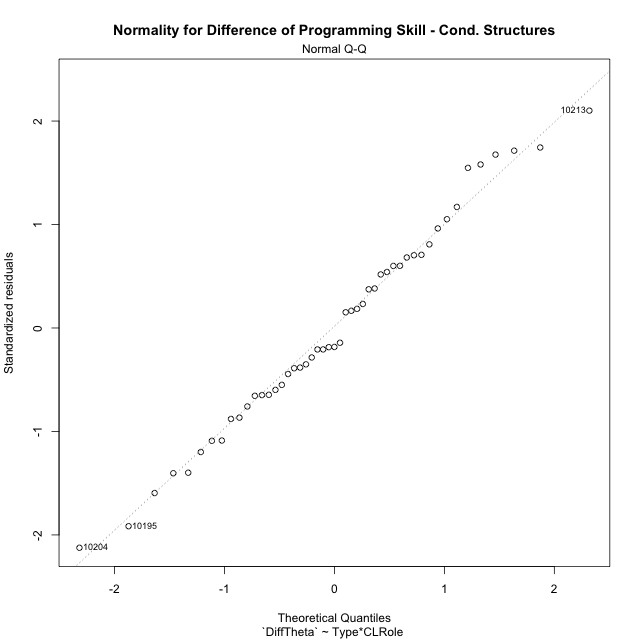 Normality for Difference of Programming Skill - Cond. Structures
Normal Q-Q
10213
2
1
0
-1
-2
Standardized residuals
10195
10204
-2 -1 0 1 2
Theoretical Quantiles
`DiffTheta` ~ Type*CLRole